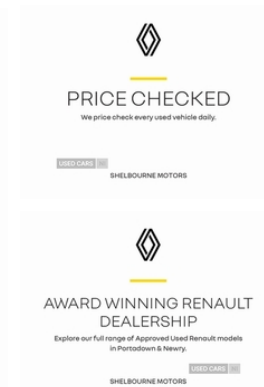 PRICE CHECKED
We price check every used vehicle daily.
USED CARS
SHELBOURNE MOTORS
AWARD WINNING RENAULT
DEALERSHIP
Explore our full range of Approved Used Renault models
in Portadown & Newry.
USED CARS
SHELBOURNE MOTORS